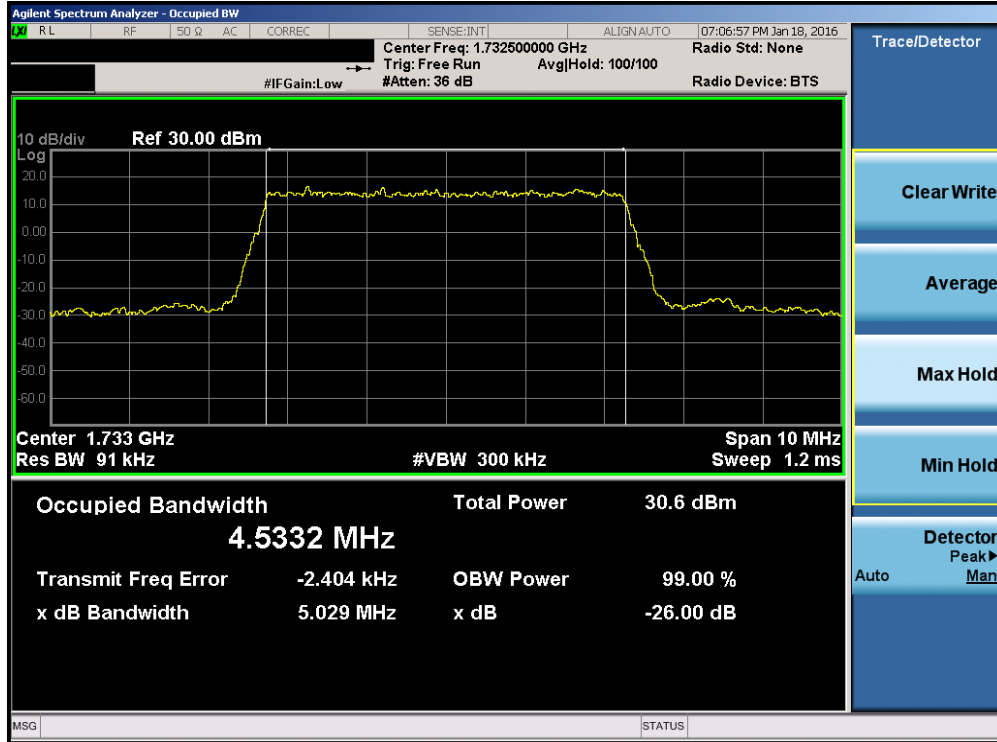 Agilent Spectrum Analyzer - Occupied BW
LXI RL RF 50 Ω AC CORREC SENSE:INT ALIGN AUTO 07:06:57 PM Jan 18, 2016
Center Freq: 1.732500000 GHz Radio Std: None
Trig: Free Run Avg|Hold: 100/100
#IFGain:Low #Atten: 36 dB Radio Device: BTS
Trace/Detector
10 dB/div Ref 30.00 dBm
Log
20.0
10.0
0.00
-10.0
-20.0
-30.0
-40.0
-50.0
-60.0
Center 1.733 GHz Span 10 MHz
Res BW 91 kHz #VBW 300 kHz Sweep 1.2 ms
Occupied Bandwidth Total Power 30.6 dBm
4.5332 MHz
Transmit Freq Error -2.404 kHz OBW Power 99.00 %
x dB Bandwidth 5.029 MHz x dB -26.00 dB
Clear Write
Average
Max Hold
Min Hold
Detector
Peak▶
Auto Man
MSG STATUS